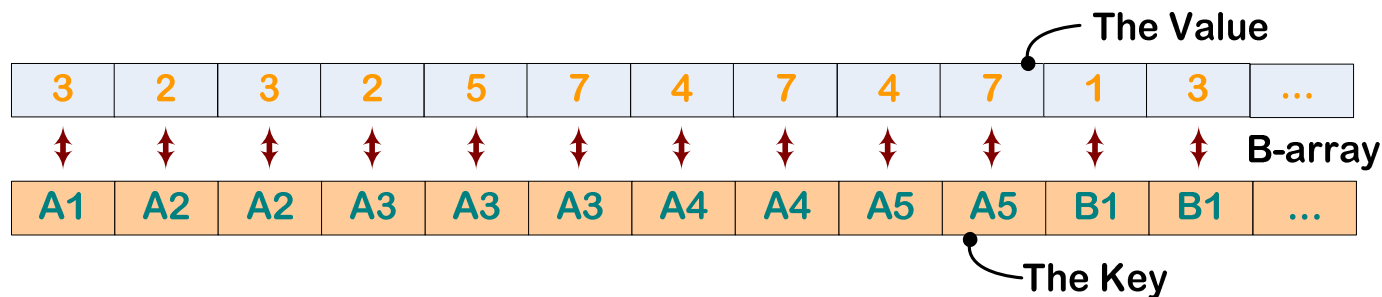 The Value
3 2 3 2 5 7 4 7 4 7 1 3 ...
B-array
A1 A2 A2 A3 A3 A3 A4 A4 A5 A5 B1 B1 ...
The Key